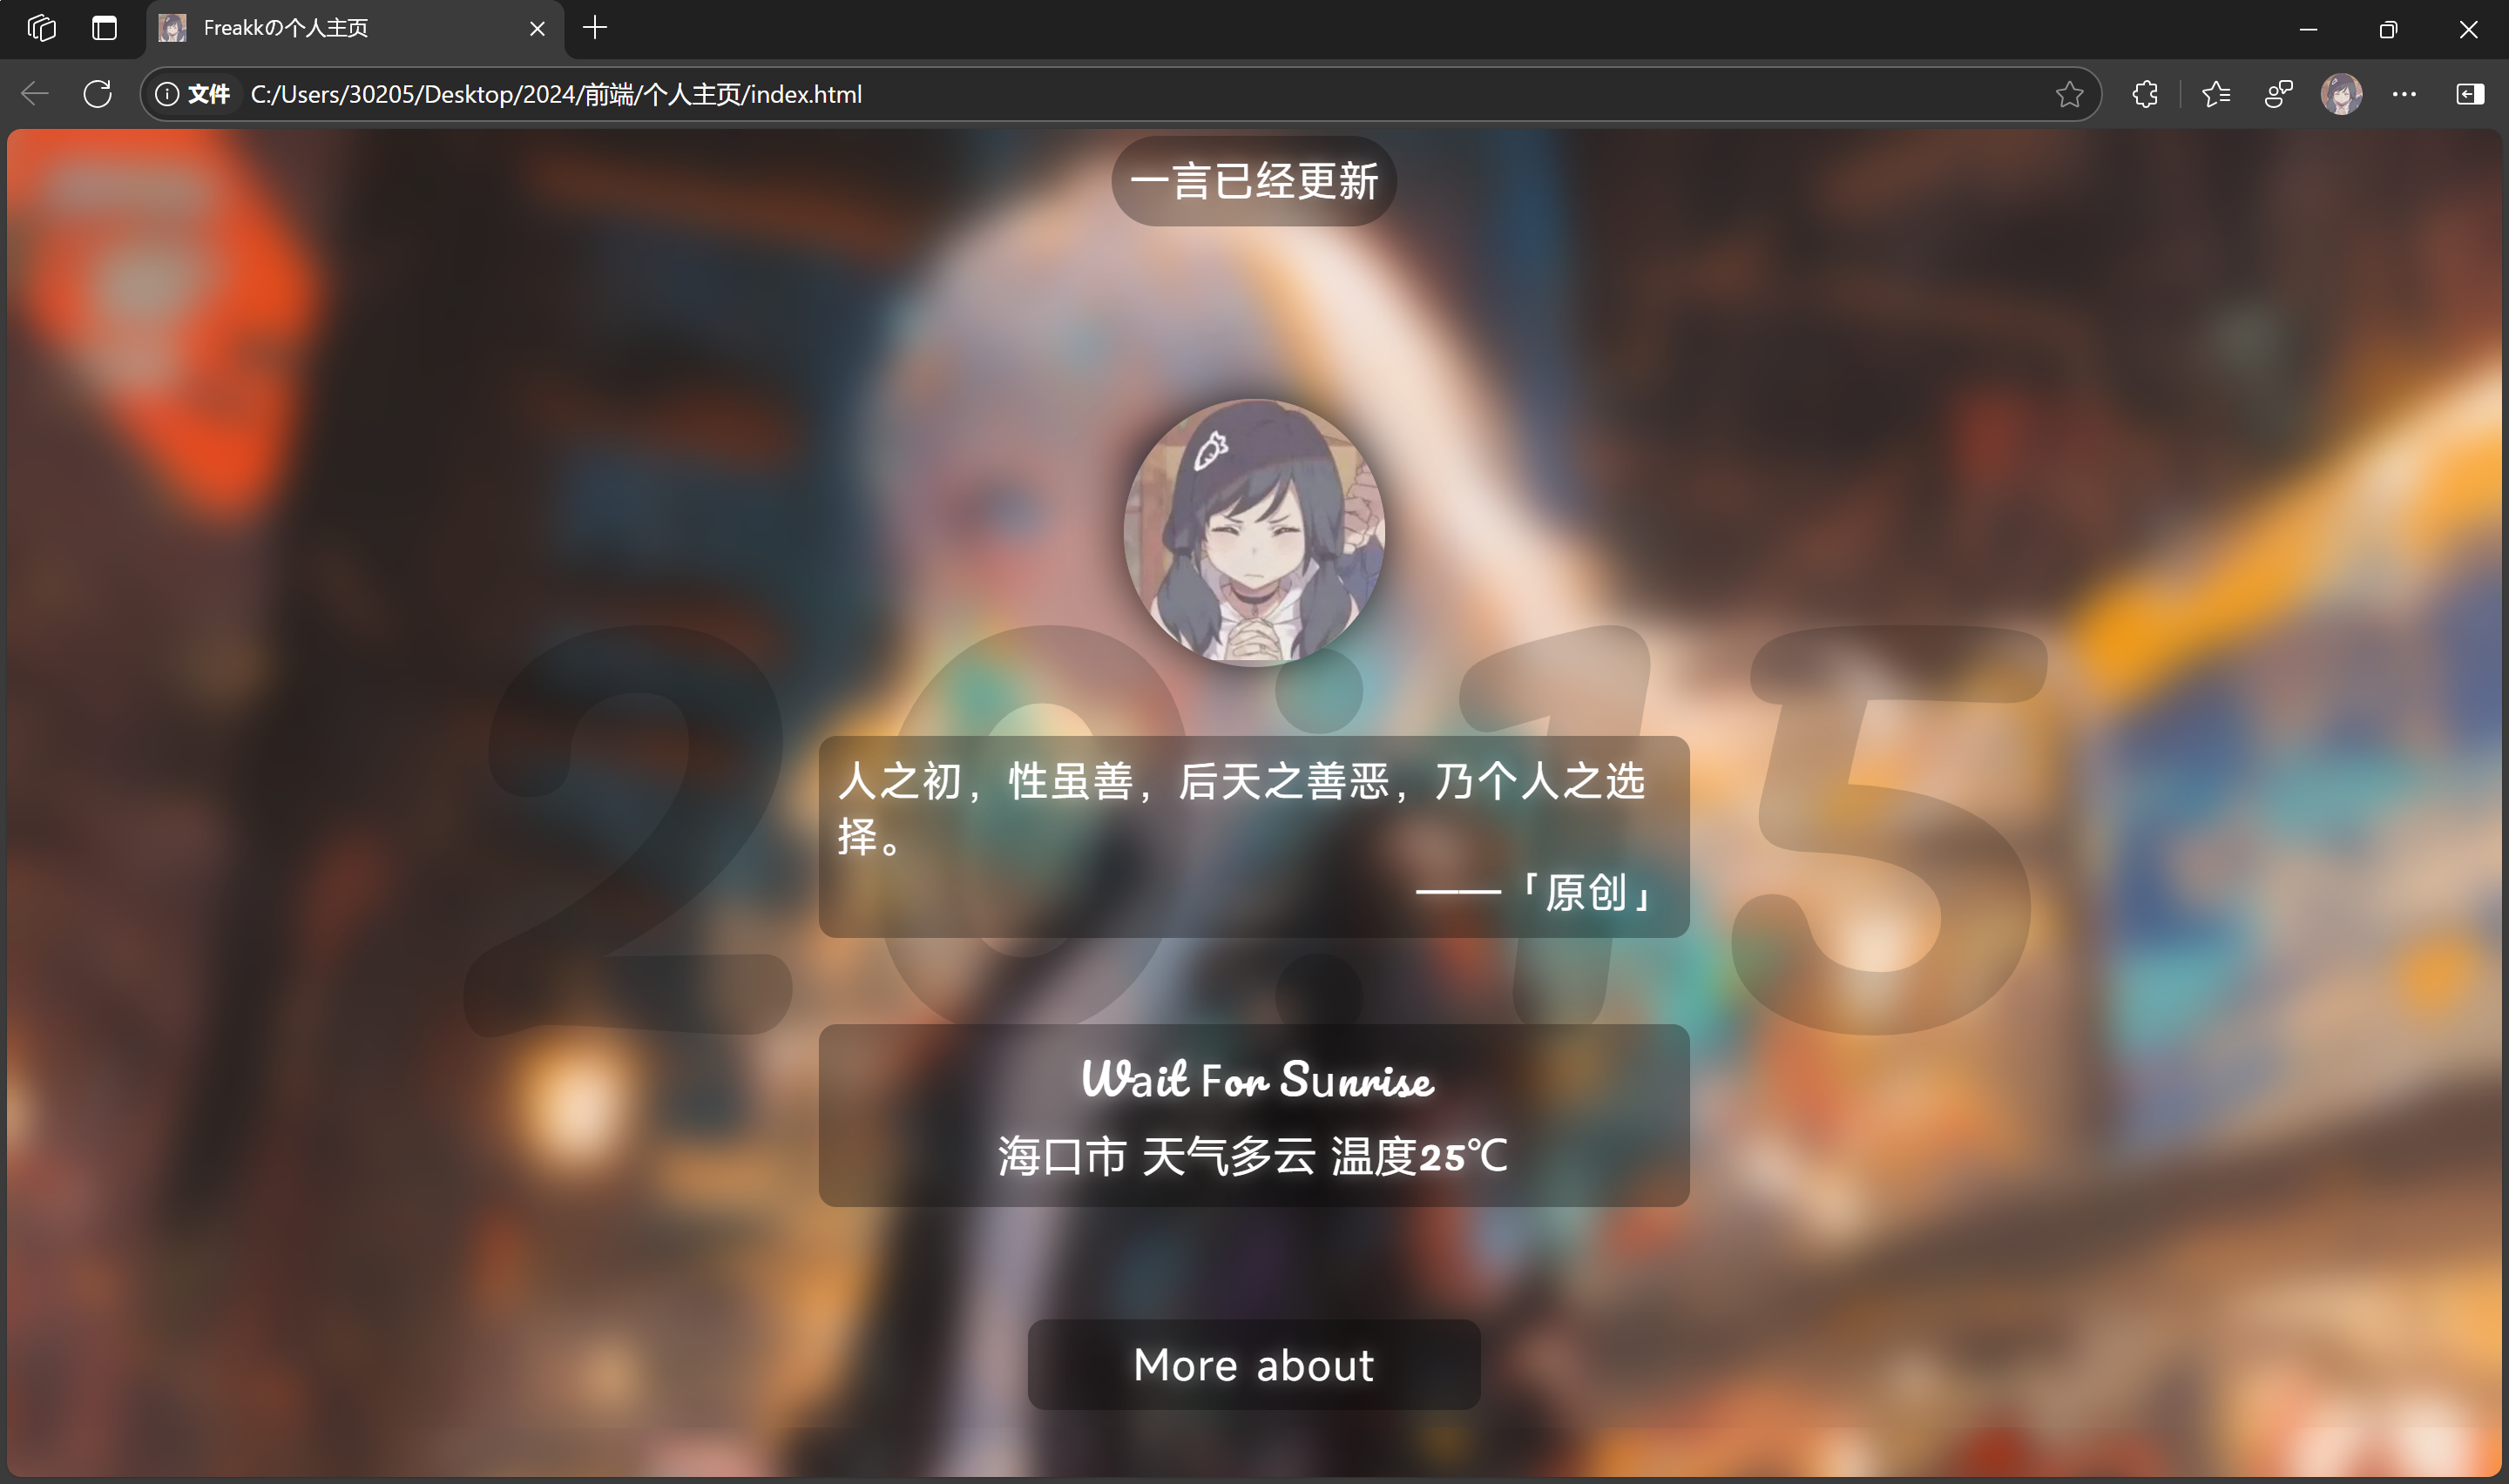 Freakkの个人主页
文件 C:/Users/30205/Desktop/2024/前端/个人主页/index.html
一言已经更新
20:15
人之初，性虽善，后天之善恶，乃个人之选
择。
——「原创」
Wait For Sunrise
海口市 天气多云 温度25℃
More about